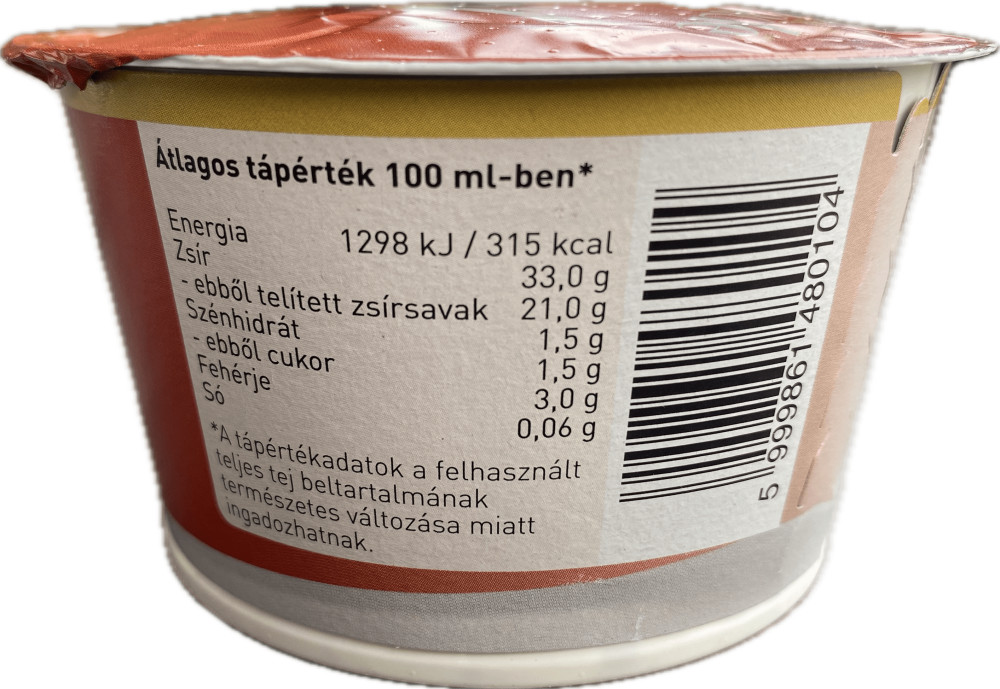 Átlagos tápérték 100 ml-ben*
Energia 1298 kJ / 315 kcal
Zsír 33,0 g
- ebből telített zsírsavak 21,0 g
Szénhidrát 1,5 g
- ebből cukor 1,5 g
Fehérje 3,0 g
Só 0,06 g
*A tápértékadatok a felhasznált
teljes tej beltartalmának
természetes változása miatt
ingadozhatnak.
5 999861 480104